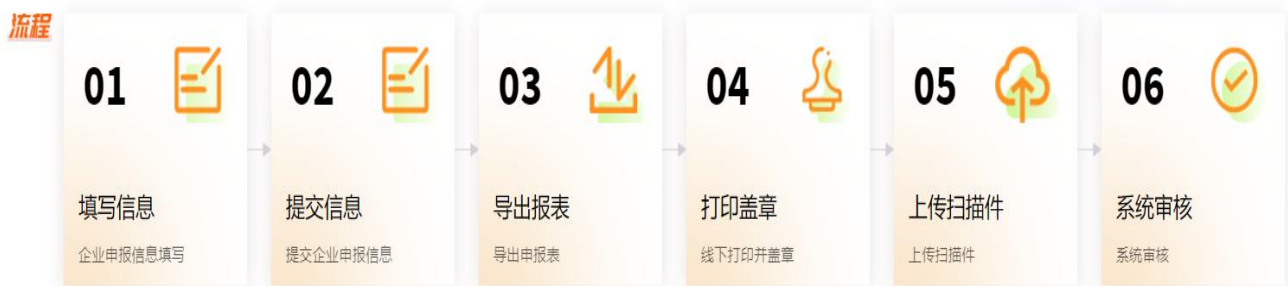 流程
01
02
03
04
05
06
填写信息
提交信息
导出报表
打印盖章
上传扫描件
系统审核
企业申报信息填写
提交企业申报信息
导出申报表
线下打印并盖章
上传扫描件
系统审核